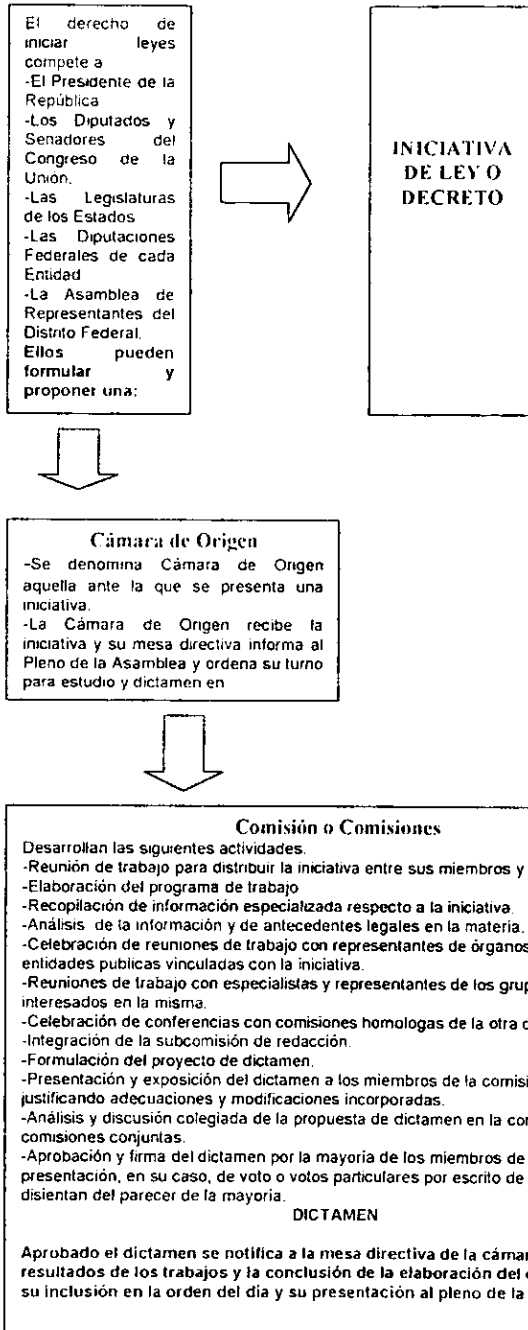 El derecho de
iniciar leyes
compete a
-El Presidente de la
República
-Los Diputados y
Senadores del
Congreso de la
Unión.
-Las Legislaturas
de los Estados
-Las Diputaciones
Federales de cada
Entidad
-La Asamblea de
Representantes del
Distrito Federal.
Ellos pueden
formular y
proponer una:
INICIATIVA
DE LEY O
DECRETO
Cámara de Origen
-Se denomina Cámara de Origen
aquella ante la que se presenta una
iniciativa.
-La Cámara de Origen recibe la
iniciativa y su mesa directiva informa al
Pleno de la Asamblea y ordena su turno
para estudio y dictamen en
Comisión o Comisiones
Desarrollan las siguientes actividades.
-Reunión de trabajo para distribuir la iniciativa entre sus miembros y
-Elaboración del programa de trabajo
-Recopilación de información especializada respecto a la iniciativa.
-Análisis de la información y de antecedentes legales en la materia.
-Celebración de reuniones de trabajo con representantes de órganos
entidades publicas vinculadas con la iniciativa.
-Reuniones de trabajo con especialistas y representantes de los grup
interesados en la misma.
-Celebración de conferencias con comisiones homologas de la otra c
-Integración de la subcomisión de redacción.
-Formulación del proyecto de dictamen.
-Presentación y exposición del dictamen a los miembros de la comisi
justificando adecuaciones y modificaciones incorporadas.
-Análisis y discusión colegiada de la propuesta de dictamen en la con
comisiones conjuntas.
-Aprobación y firma del dictamen por la mayoría de los miembros de
presentación, en su caso, de voto o votos particulares por escrito de
disientan del parecer de la mayoria.
DICTAMEN
Aprobado el dictamen se notifica a la mesa directiva de la cámar
resultados de los trabajos y la conclusión de la elaboración del
su inclusión en la orden del día y su presentación al pleno de la